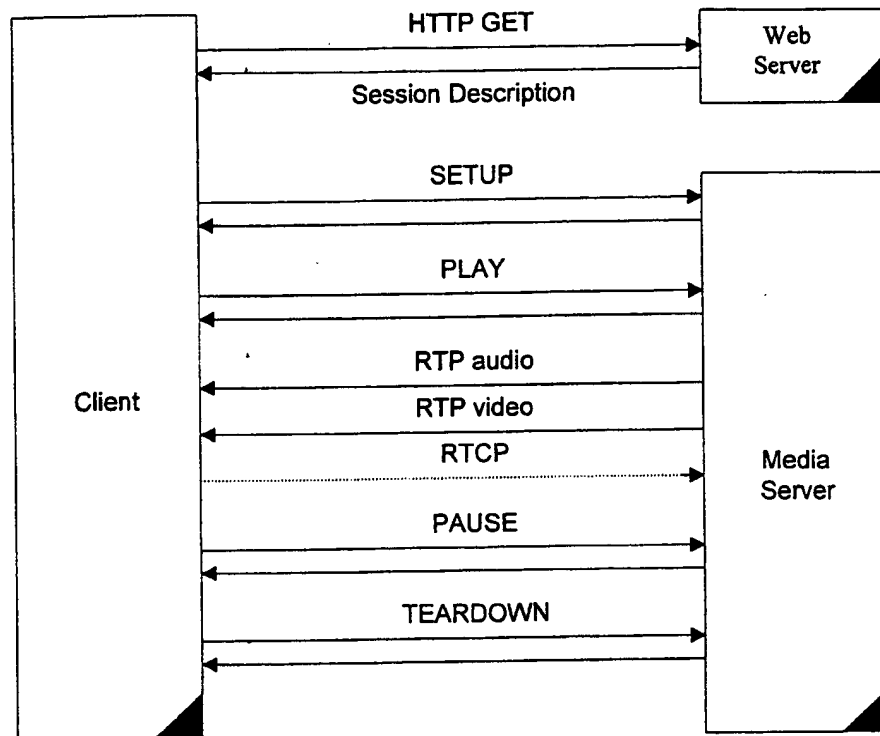 HTTP GET
Web
Server
Session Description
SETUP
PLAY
RTP audio
Client
RTP video
RTCP
Media
Server
PAUSE
TEARDOWN